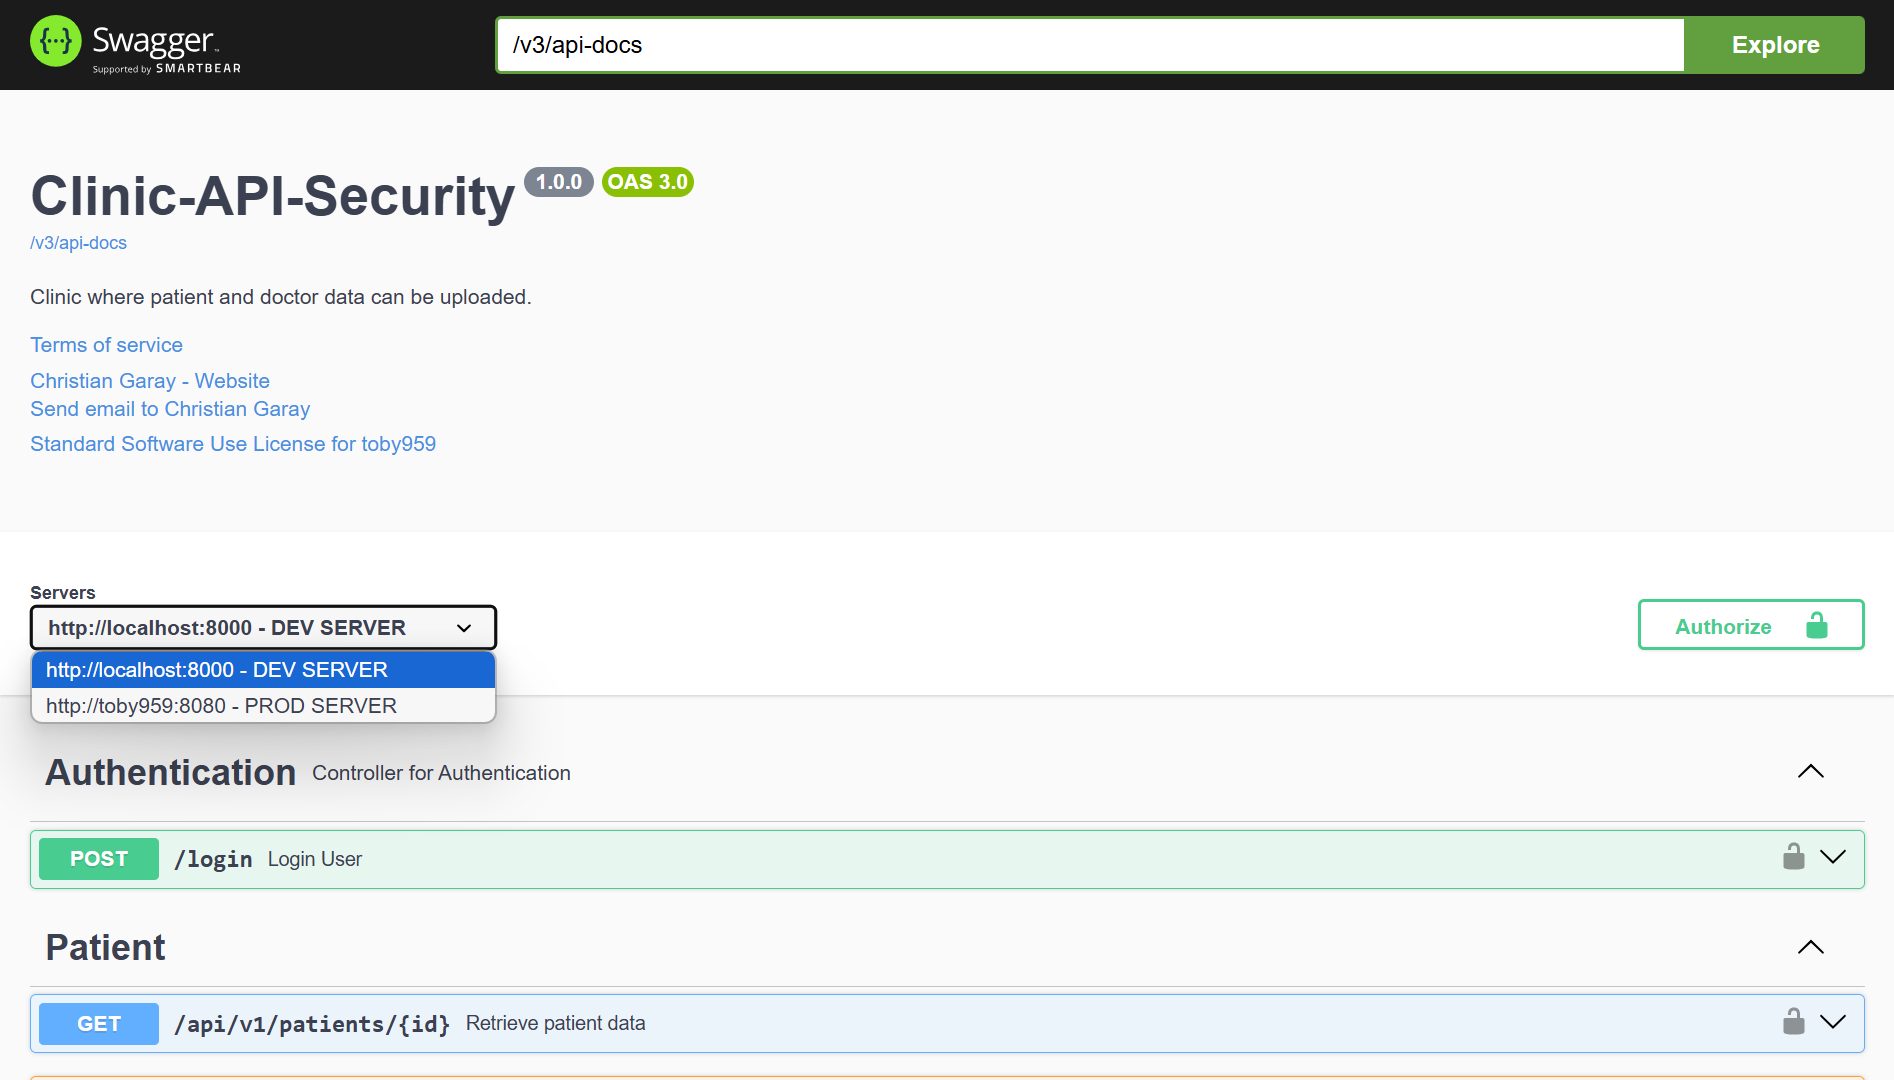 {···} Swagger™
Supported by SMARTBEAR
/v3/api-docs
Explore
Clinic-API-Security 1.0.0 OAS 3.0
/v3/api-docs
Clinic where patient and doctor data can be uploaded.
Terms of service
Christian Garay - Website
Send email to Christian Garay
Standard Software Use License for toby959
Servers
http://localhost:8000 - DEV SERVER
Authorize
http://localhost:8000 - DEV SERVER
http://toby959:8080 - PROD SERVER
Authentication Controller for Authentication
POST /login Login User
Patient
GET /api/v1/patients/{id} Retrieve patient data